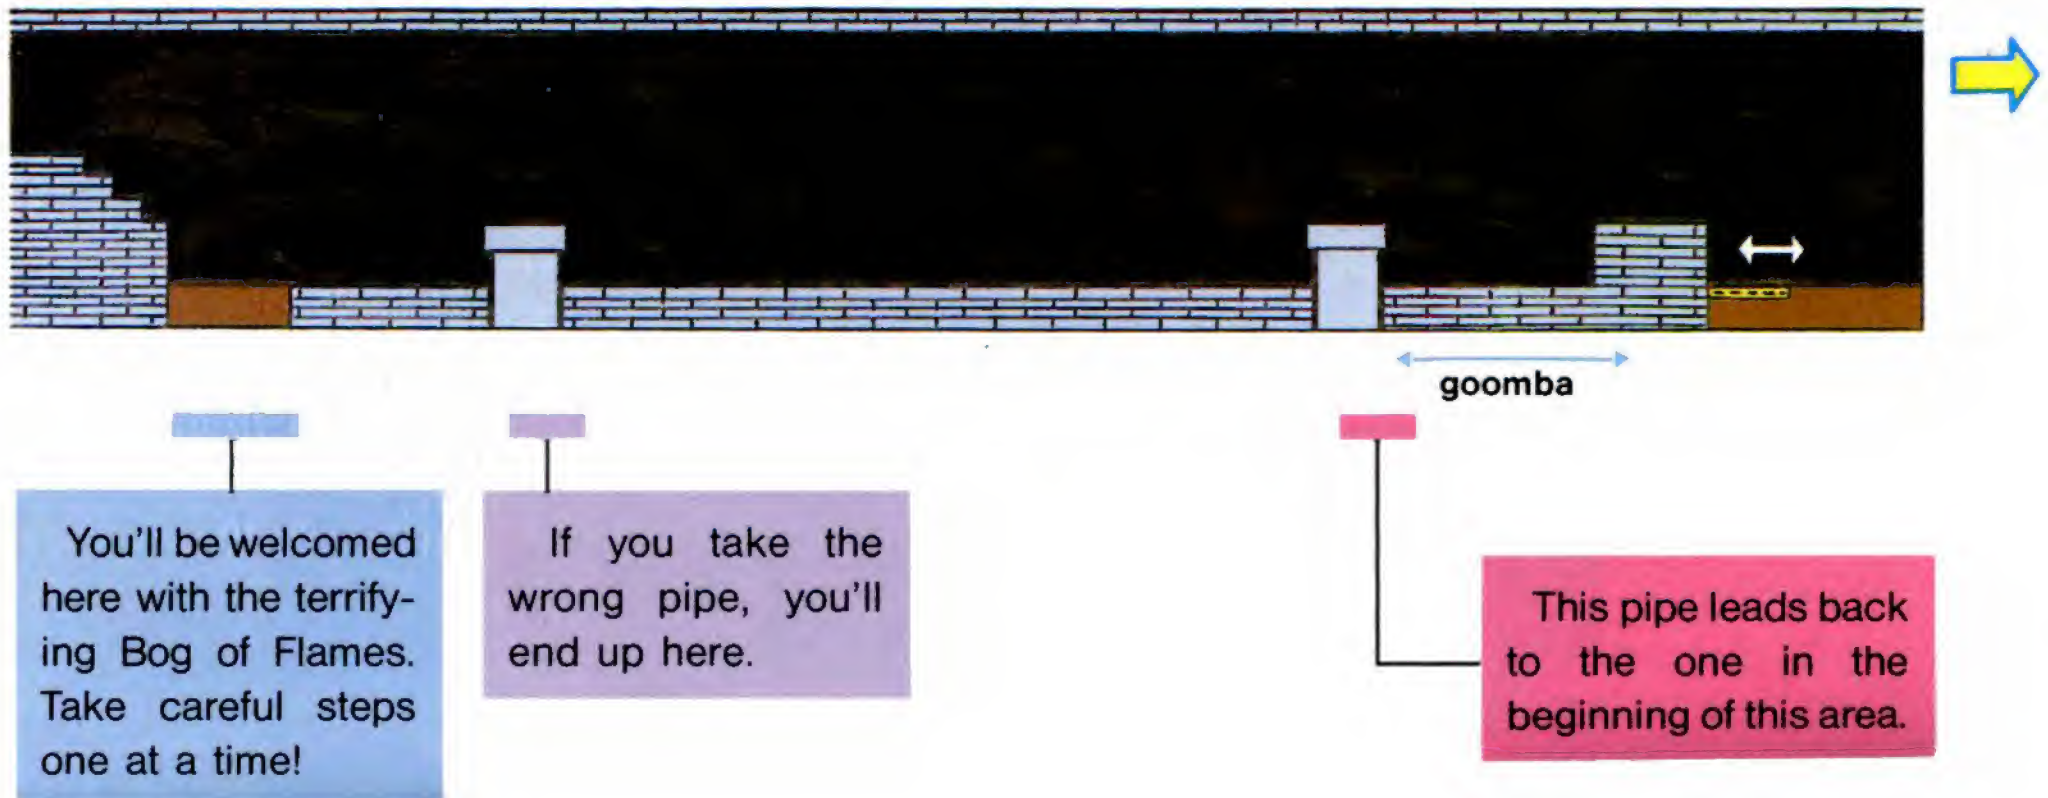 goomba
You'll be welcomed
here with the terrify-
ing Bog of Flames.
Take careful steps
one at a time!
If you take the
wrong pipe, you'll
end up here.
This pipe leads back
to the one in the
beginning of this area.